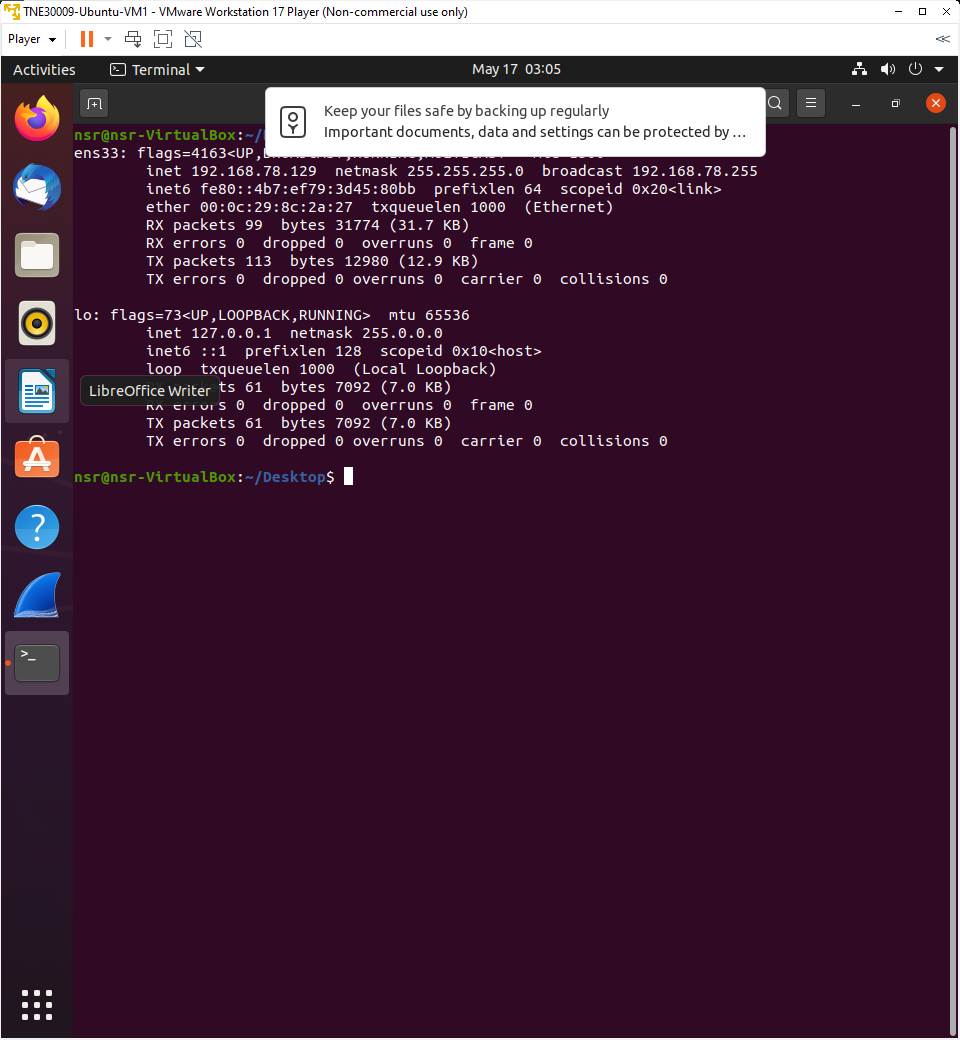 TNE30009-Ubuntu-VM1 - VMware Workstation 17 Player (Non-commercial use only)
Player
Activities
Terminal
May 17 03:05
Keep your files safe by backing up regularly
Important documents, data and settings can be protected by …
nsr@nsr-VirtualBox:~/
ens33: flags=4163<UP,
inet 192.168.78.129 netmask 255.255.255.0 broadcast 192.168.78.255
inet6 fe80::4b7:ef79:3d45:80bb prefixlen 64 scopeid 0x20<link>
ether 00:0c:29:8c:2a:27 txqueuelen 1000 (Ethernet)
RX packets 99 bytes 31774 (31.7 KB)
RX errors 0 dropped 0 overruns 0 frame 0
TX packets 113 bytes 12980 (12.9 KB)
TX errors 0 dropped 0 overruns 0 carrier 0 collisions 0
lo: flags=73<UP,LOOPBACK,RUNNING> mtu 65536
inet 127.0.0.1 netmask 255.0.0.0
inet6 ::1 prefixlen 128 scopeid 0x10<host>
loop txqueuelen 1000 (Local Loopback)
LibreOffice Writer
61 bytes 7092 (7.0 KB)
RX errors 0 dropped 0 overruns 0 frame 0
TX packets 61 bytes 7092 (7.0 KB)
TX errors 0 dropped 0 overruns 0 carrier 0 collisions 0
nsr@nsr-VirtualBox:~/Desktop$